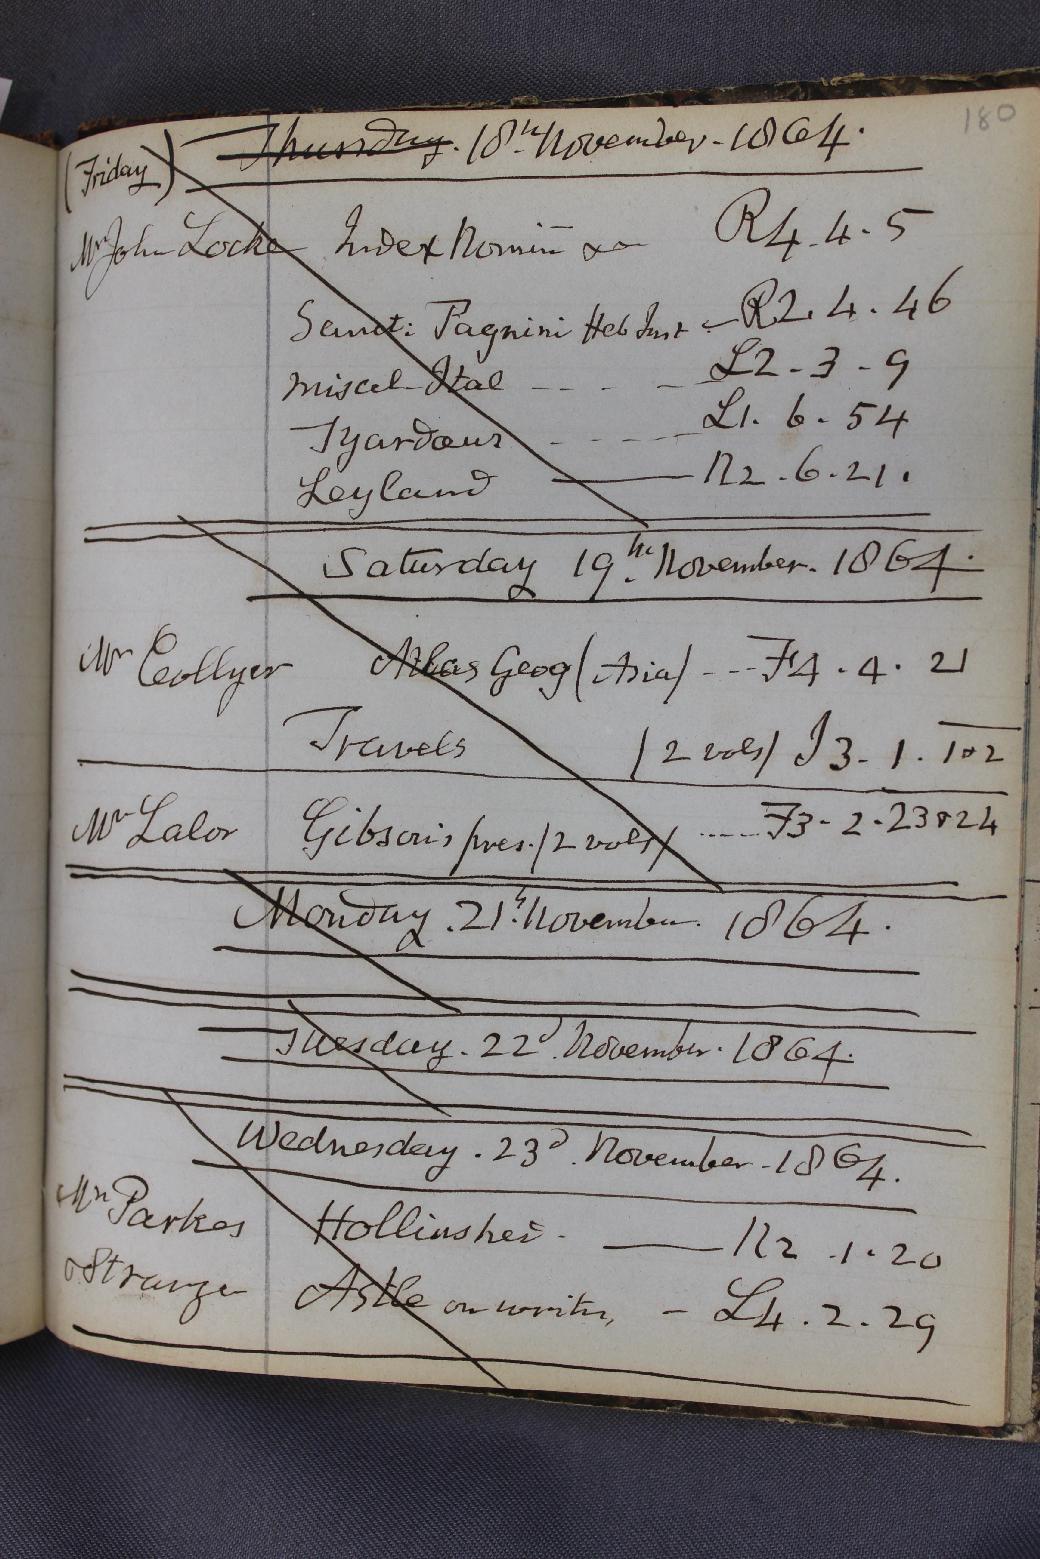 180
(Friday) Thursday. 18th November. 1864.
Mr John Locke Index Nomin̄ &c R4.4.5
Sanct: Pagnini Heb Inst R2.4.46
Miscel Ital L2-3-9
Tyardaus L1.6.54
Leyland R2.6.21.
Saturday 19th November. 1864.
Mr Collyer Atlas Geog (Asia) --- F4.4.21
Travels (2 vols) J3-1.1&2
Mr Lalor Gibson's pres. (2 vols) ---- F3-2-23&24
Monday. 21st November. 1864.
Tuesday. 22d November. 1864.
Wednesday. 23d November. 1864.
Mr Parkes Hollinshed. — R2.1.20
& Strange Astle on writing - L4.2.29